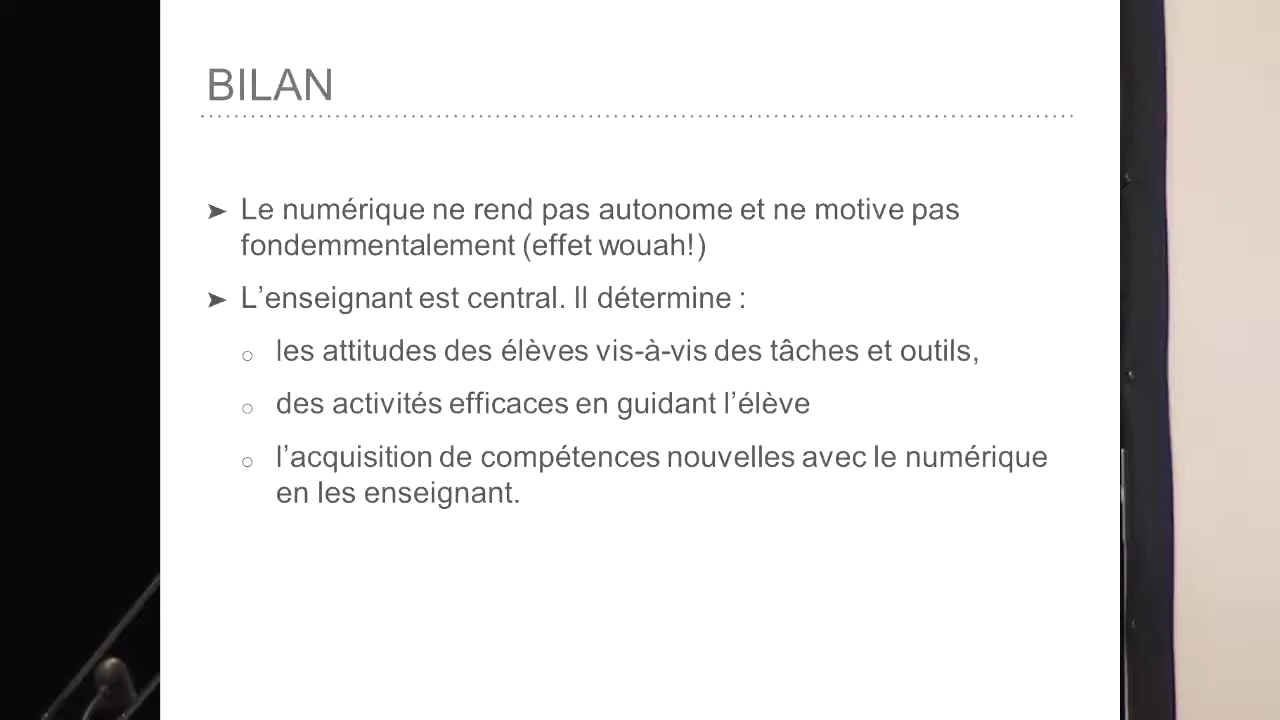 BILAN
➤ Le numérique ne rend pas autonome et ne motive pas
fondemmentalement (effet wouah!)
➤ L’enseignant est central. Il détermine :
○ les attitudes des élèves vis-à-vis des tâches et outils,
○ des activités efficaces en guidant l’élève
○ l’acquisition de compétences nouvelles avec le numérique
en les enseignant.